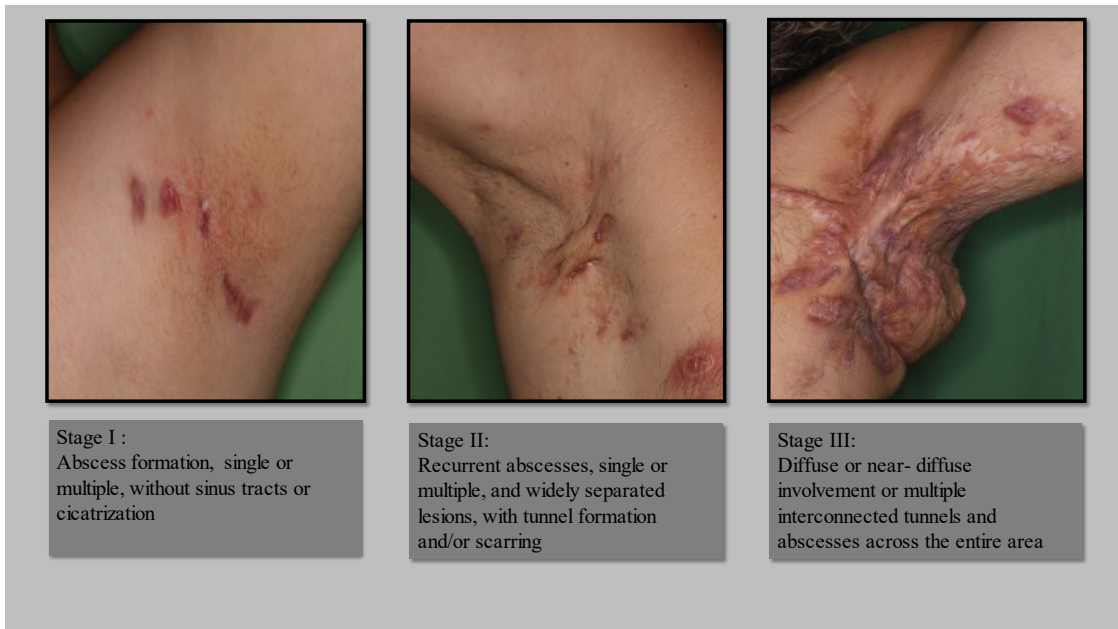 Stage I :
Abscess formation, single or
multiple, without sinus tracts or
cicatrization
Stage II:
Recurrent abscesses, single or
multiple, and widely separated
lesions, with tunnel formation
and/or scarring
Stage III:
Diffuse or near- diffuse
involvement or multiple
interconnected tunnels and
abscesses across the entire area